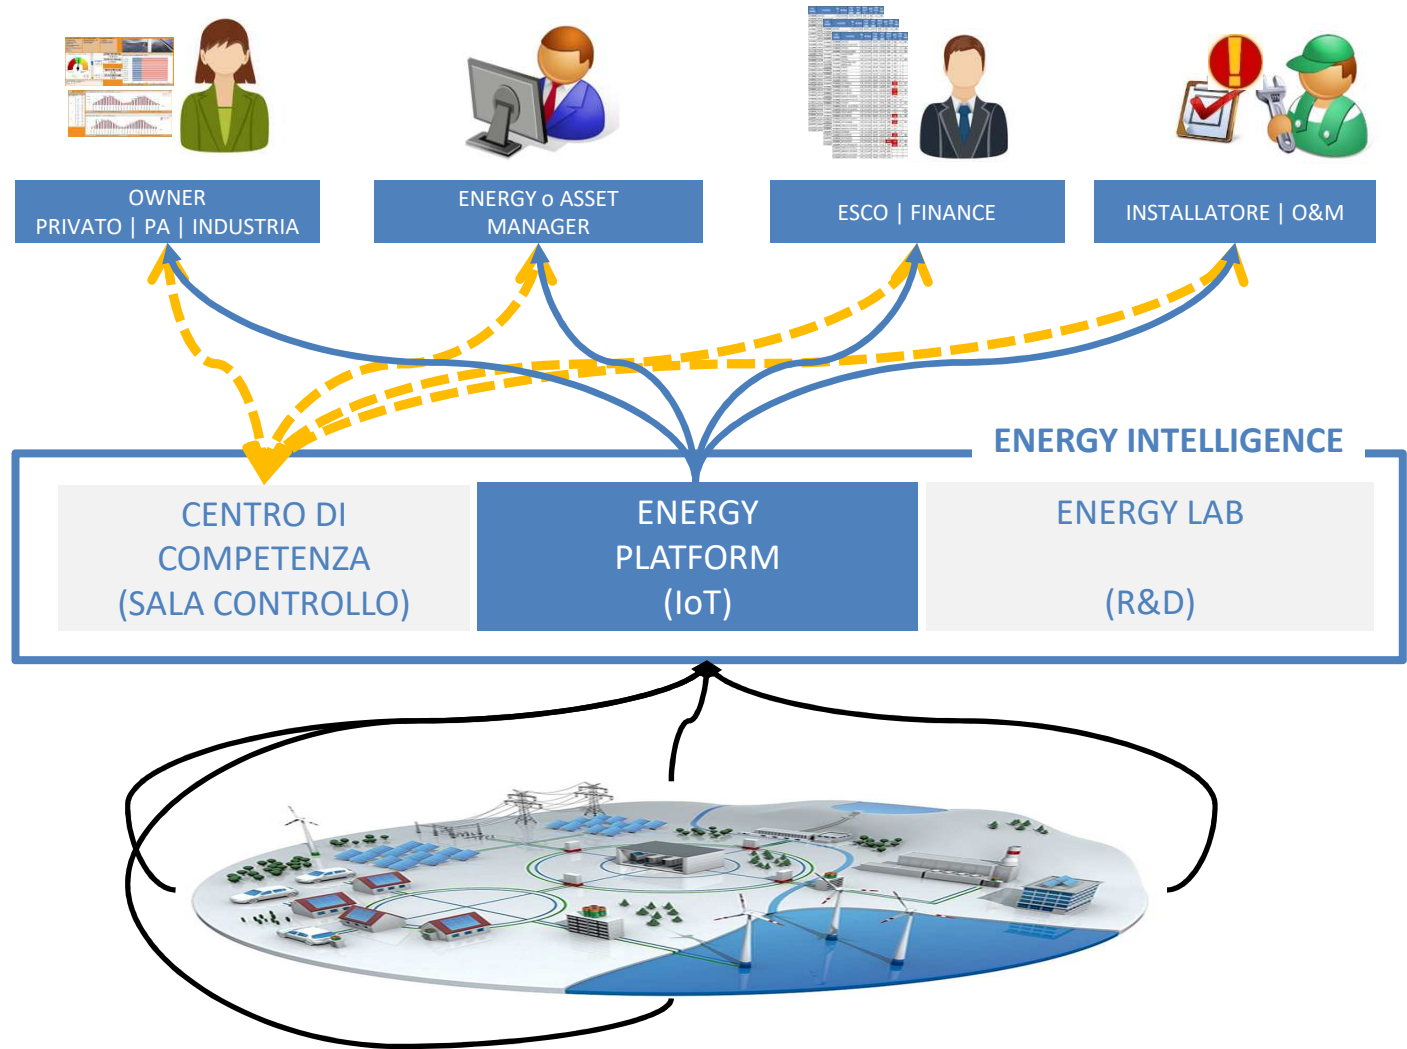 OWNER
PRIVATO | PA | INDUSTRIA
ENERGY o ASSET
MANAGER
ESCO | FINANCE
INSTALLATORE | O&M
ENERGY INTELLIGENCE
CENTRO DI
COMPETENZA
(SALA CONTROLLO)
ENERGY
PLATFORM
(IoT)
ENERGY LAB
(R&D)